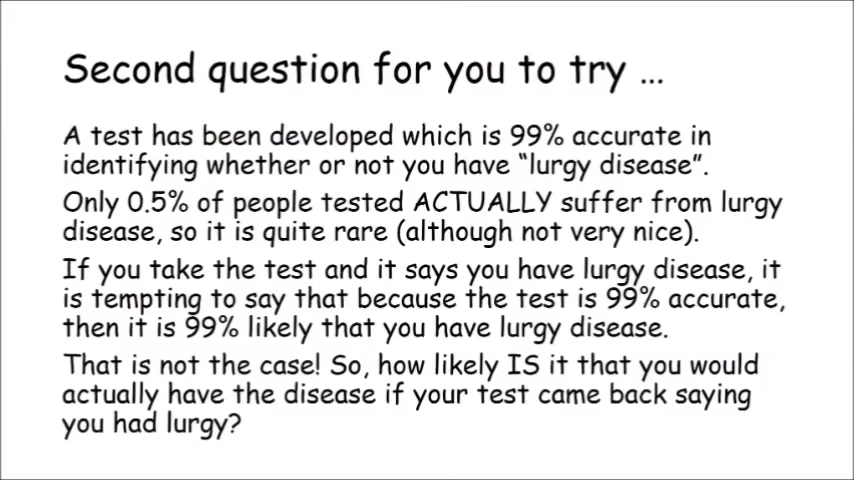 Second question for you to try ...
A test has been developed which is 99% accurate in
identifying whether or not you have “lurgy disease”.
Only 0.5% of people tested ACTUALLY suffer from lurgy
disease, so it is quite rare (although not very nice).
If you take the test and it says you have lurgy disease, it
is tempting to say that because the test is 99% accurate,
then it is 99% likely that you have lurgy disease.
That is not the case! So, how likely IS it that you would
actually have the disease if your test came back saying
you had lurgy?